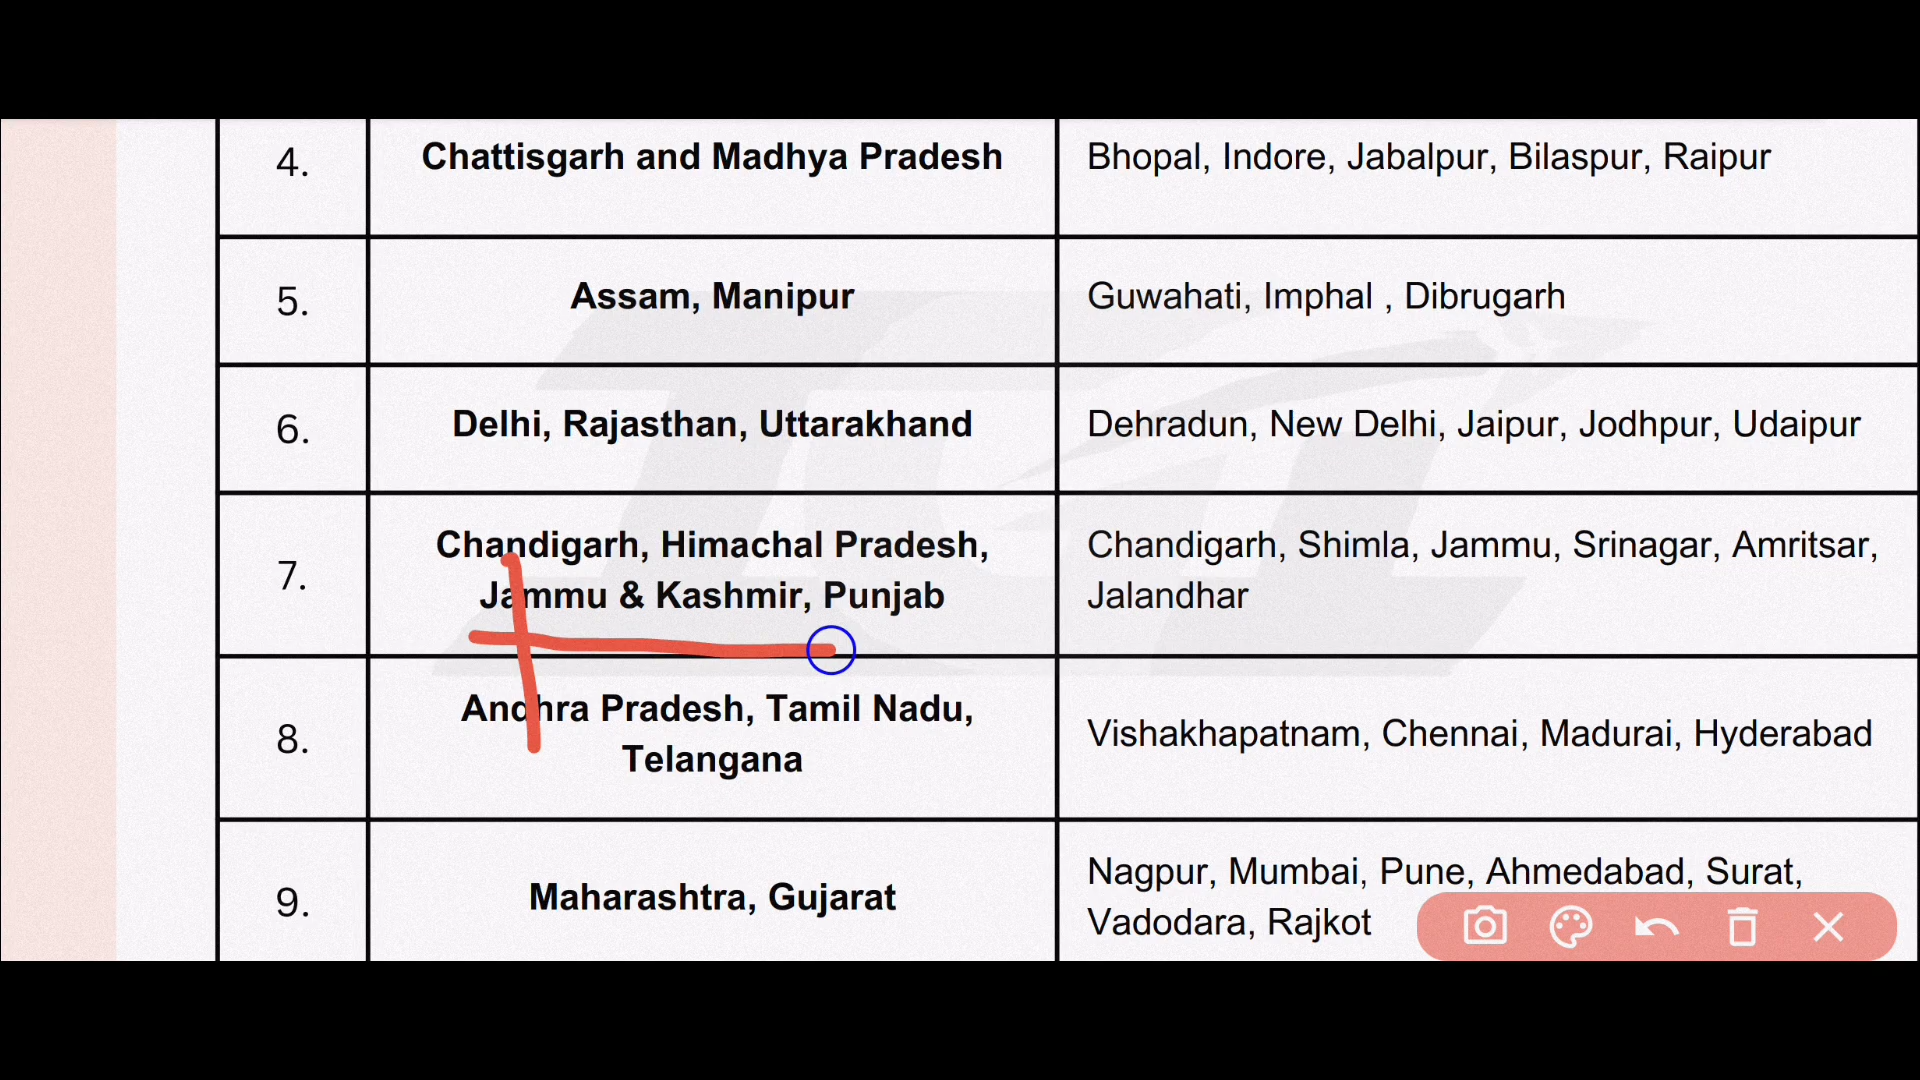 4.
Chattisgarh and Madhya Pradesh
Bhopal, Indore, Jabalpur, Bilaspur, Raipur
5.
Assam, Manipur
Guwahati, Imphal , Dibrugarh
6.
Delhi, Rajasthan, Uttarakhand
Dehradun, New Delhi, Jaipur, Jodhpur, Udaipur
7.
Chandigarh, Himachal Pradesh,
Jammu & Kashmir, Punjab
Chandigarh, Shimla, Jammu, Srinagar, Amritsar,
Jalandhar
8.
Andhra Pradesh, Tamil Nadu,
Telangana
Vishakhapatnam, Chennai, Madurai, Hyderabad
9.
Maharashtra, Gujarat
Nagpur, Mumbai, Pune, Ahmedabad, Surat,
Vadodara, Rajkot